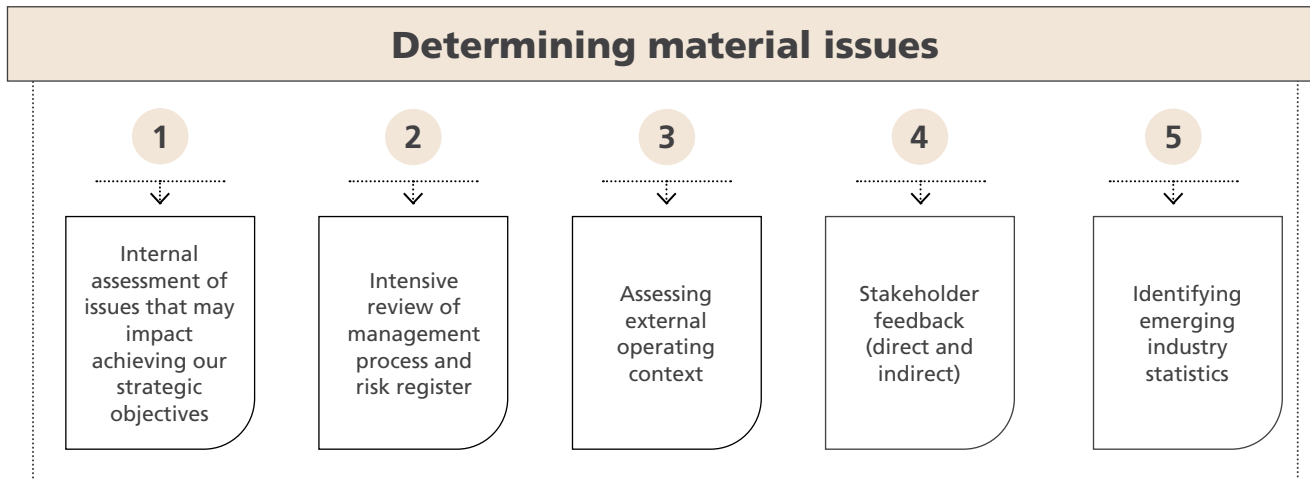 Determining material issues
1
2
3
4
5
Internal
assessment of
issues that may
impact
achieving our
strategic
objectives
Intensive
review of
management
process and
risk register
Assessing
external
operating
context
Stakeholder
feedback
(direct and
indirect)
Identifying
emerging
industry
statistics